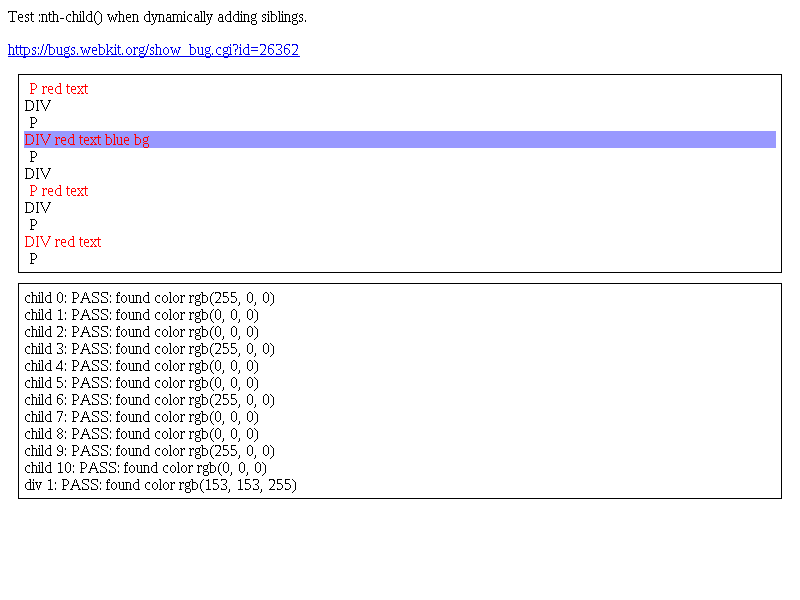 Test :nth-child() when dynamically adding siblings.
https://bugs.webkit.org/show_bug.cgi?id=26362
P red text
DIV
P
DIV red text blue bg
P
DIV
P red text
DIV
P
DIV red text
P
child 0: PASS: found color rgb(255, 0, 0)
child 1: PASS: found color rgb(0, 0, 0)
child 2: PASS: found color rgb(0, 0, 0)
child 3: PASS: found color rgb(255, 0, 0)
child 4: PASS: found color rgb(0, 0, 0)
child 5: PASS: found color rgb(0, 0, 0)
child 6: PASS: found color rgb(255, 0, 0)
child 7: PASS: found color rgb(0, 0, 0)
child 8: PASS: found color rgb(0, 0, 0)
child 9: PASS: found color rgb(255, 0, 0)
child 10: PASS: found color rgb(0, 0, 0)
div 1: PASS: found color rgb(153, 153, 255)